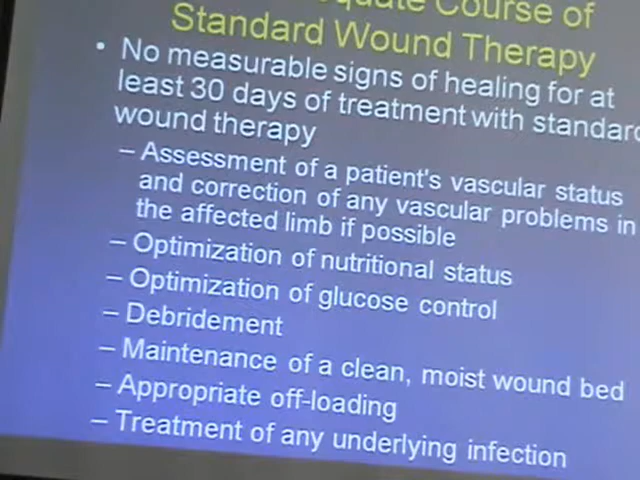 Course of
Standard Wound Therapy
• No measurable signs of healing for at
least 30 days of treatment with standard
wound therapy
– Assessment of a patient's vascular status
and correction of any vascular problems in
the affected limb if possible
– Optimization of nutritional status
– Optimization of glucose control
– Debridement
– Maintenance of a clean, moist wound bed
– Appropriate off-loading
– Treatment of any underlying infection